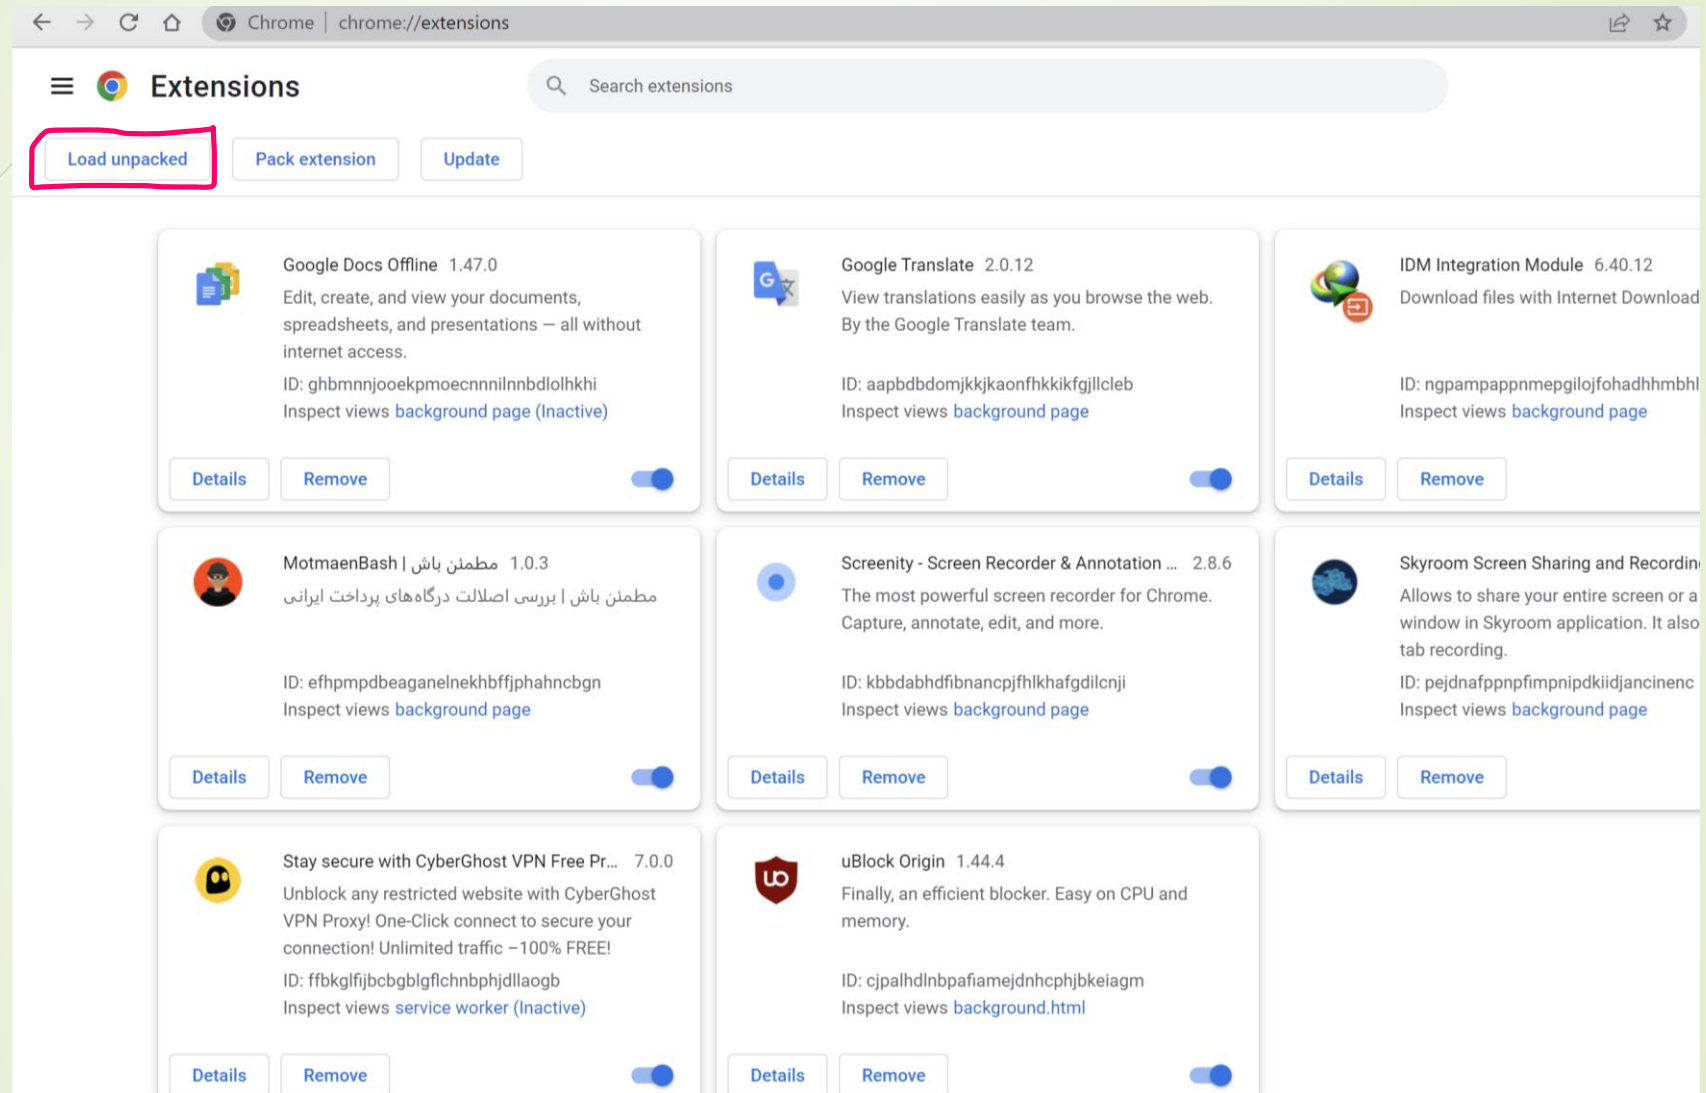 Chrome | chrome://extensions
Extensions
Search extensions
Load unpacked
Pack extension
Update
Google Docs Offline 1.47.0
Edit, create, and view your documents,
spreadsheets, and presentations — all without
internet access.
ID: ghbmnnjooekpmoecnnnilnnbdlolhkhi
Inspect views background page (Inactive)
Details
Remove
Google Translate 2.0.12
View translations easily as you browse the web.
By the Google Translate team.
ID: aapbdbdomjkkjkaonfhkkikfgjllcleb
Inspect views background page
Details
Remove
IDM Integration Module 6.40.12
Download files with Internet Download
ID: ngpampappnmepgilojfohadhhmbhl
Inspect views background page
Details
Remove
MotmaenBash | مطمئن باش 1.0.3
مطمئن باش | بررسی اصلالت درگاه‌های پرداخت ایرانی
ID: efhpmpdbeaganelnekhbffjphahncbgn
Inspect views background page
Details
Remove
Screenity - Screen Recorder & Annotation ... 2.8.6
The most powerful screen recorder for Chrome.
Capture, annotate, edit, and more.
ID: kbbdabhdfibnancpjfhlkhafgdilcnji
Inspect views background page
Details
Remove
Skyroom Screen Sharing and Recordin
Allows to share your entire screen or a
window in Skyroom application. It also
tab recording.
ID: pejdnafppnpfimpnipdkiidjancinenc
Inspect views background page
Details
Remove
Stay secure with CyberGhost VPN Free Pr... 7.0.0
Unblock any restricted website with CyberGhost
VPN Proxy! One-Click connect to secure your
connection! Unlimited traffic –100% FREE!
ID: ffbkglfijbcbgblgflchnbphjdllaogb
Inspect views service worker (Inactive)
Details
Remove
uBlock Origin 1.44.4
Finally, an efficient blocker. Easy on CPU and
memory.
ID: cjpalhdlnbpafiamejdnhcphjbkeiagm
Inspect views background.html
Details
Remove